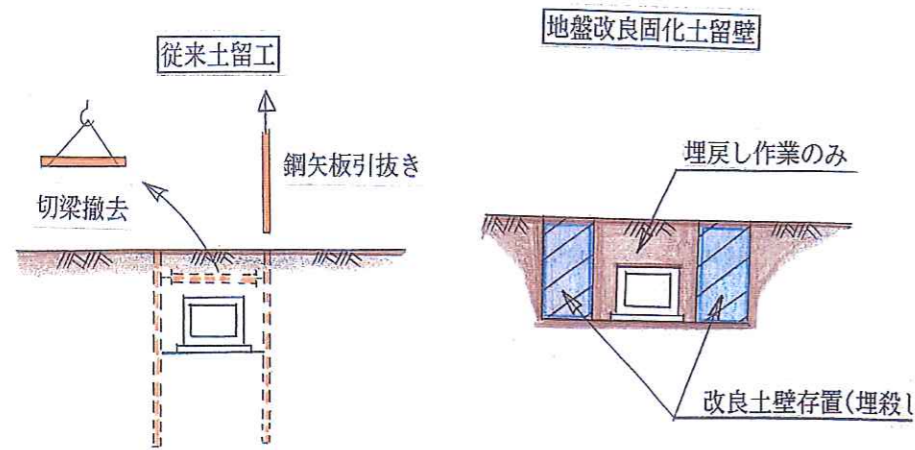 従来土留工
地盤改良固化土留壁
鋼矢板引抜き
切梁撤去
埋戻し作業のみ
改良土壁存置(埋殺し